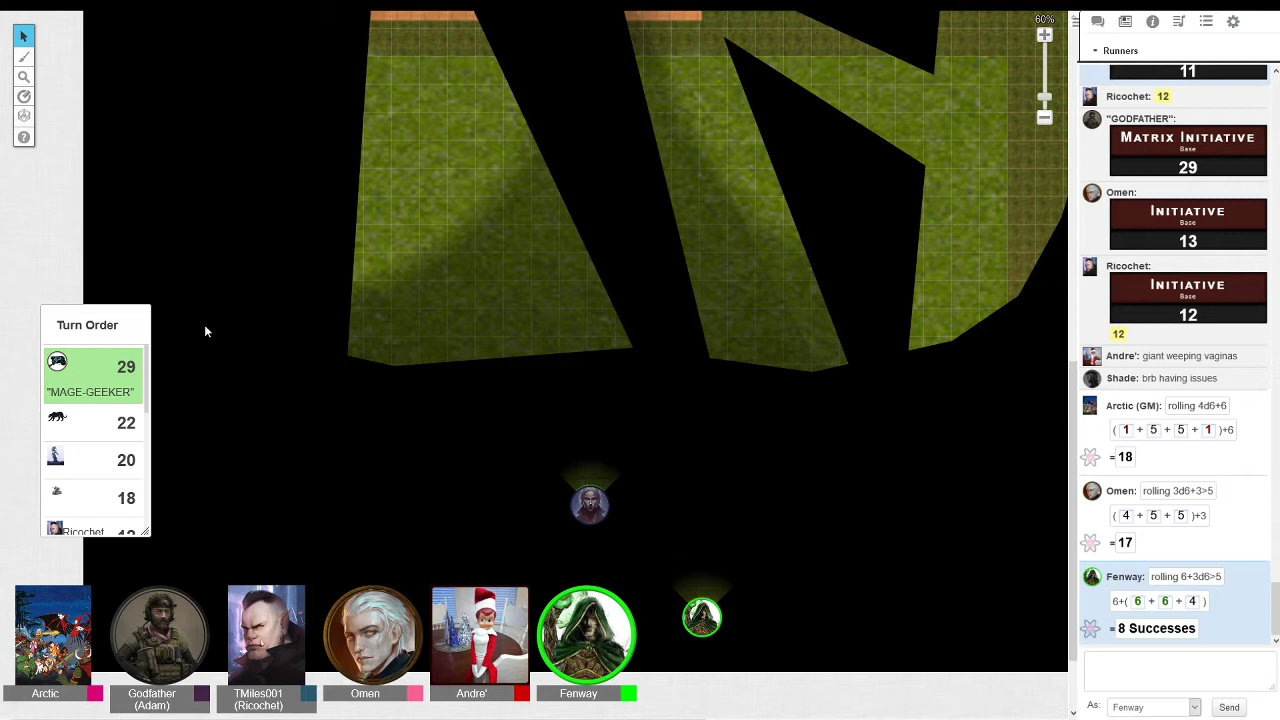 60%
Runners
11
Ricochet: 12
"GODFATHER":
MATRIX INITIATIVE
Base
29
Omen:
INITIATIVE
Base
13
Ricochet:
INITIATIVE
Base
12
12
Andre': giant weeping vaginas
Shade: brb having issues
Arctic (GM): rolling 4d6+6
( 1 + 5 + 5 + 1 )+6
= 18
Omen: rolling 3d6+3>5
( 4 + 5 + 5 )+3
= 17
Fenway: rolling 6+3d6>5
6+( 6 + 6 + 4 )
= 8 Successes
As: Fenway
Send
Turn Order
29
"MAGE-GEEKER"
22
20
18
Ricochet 12
Arctic
Godfather
(Adam)
TMiles001
(Ricochet)
Omen
Andre'
Fenway